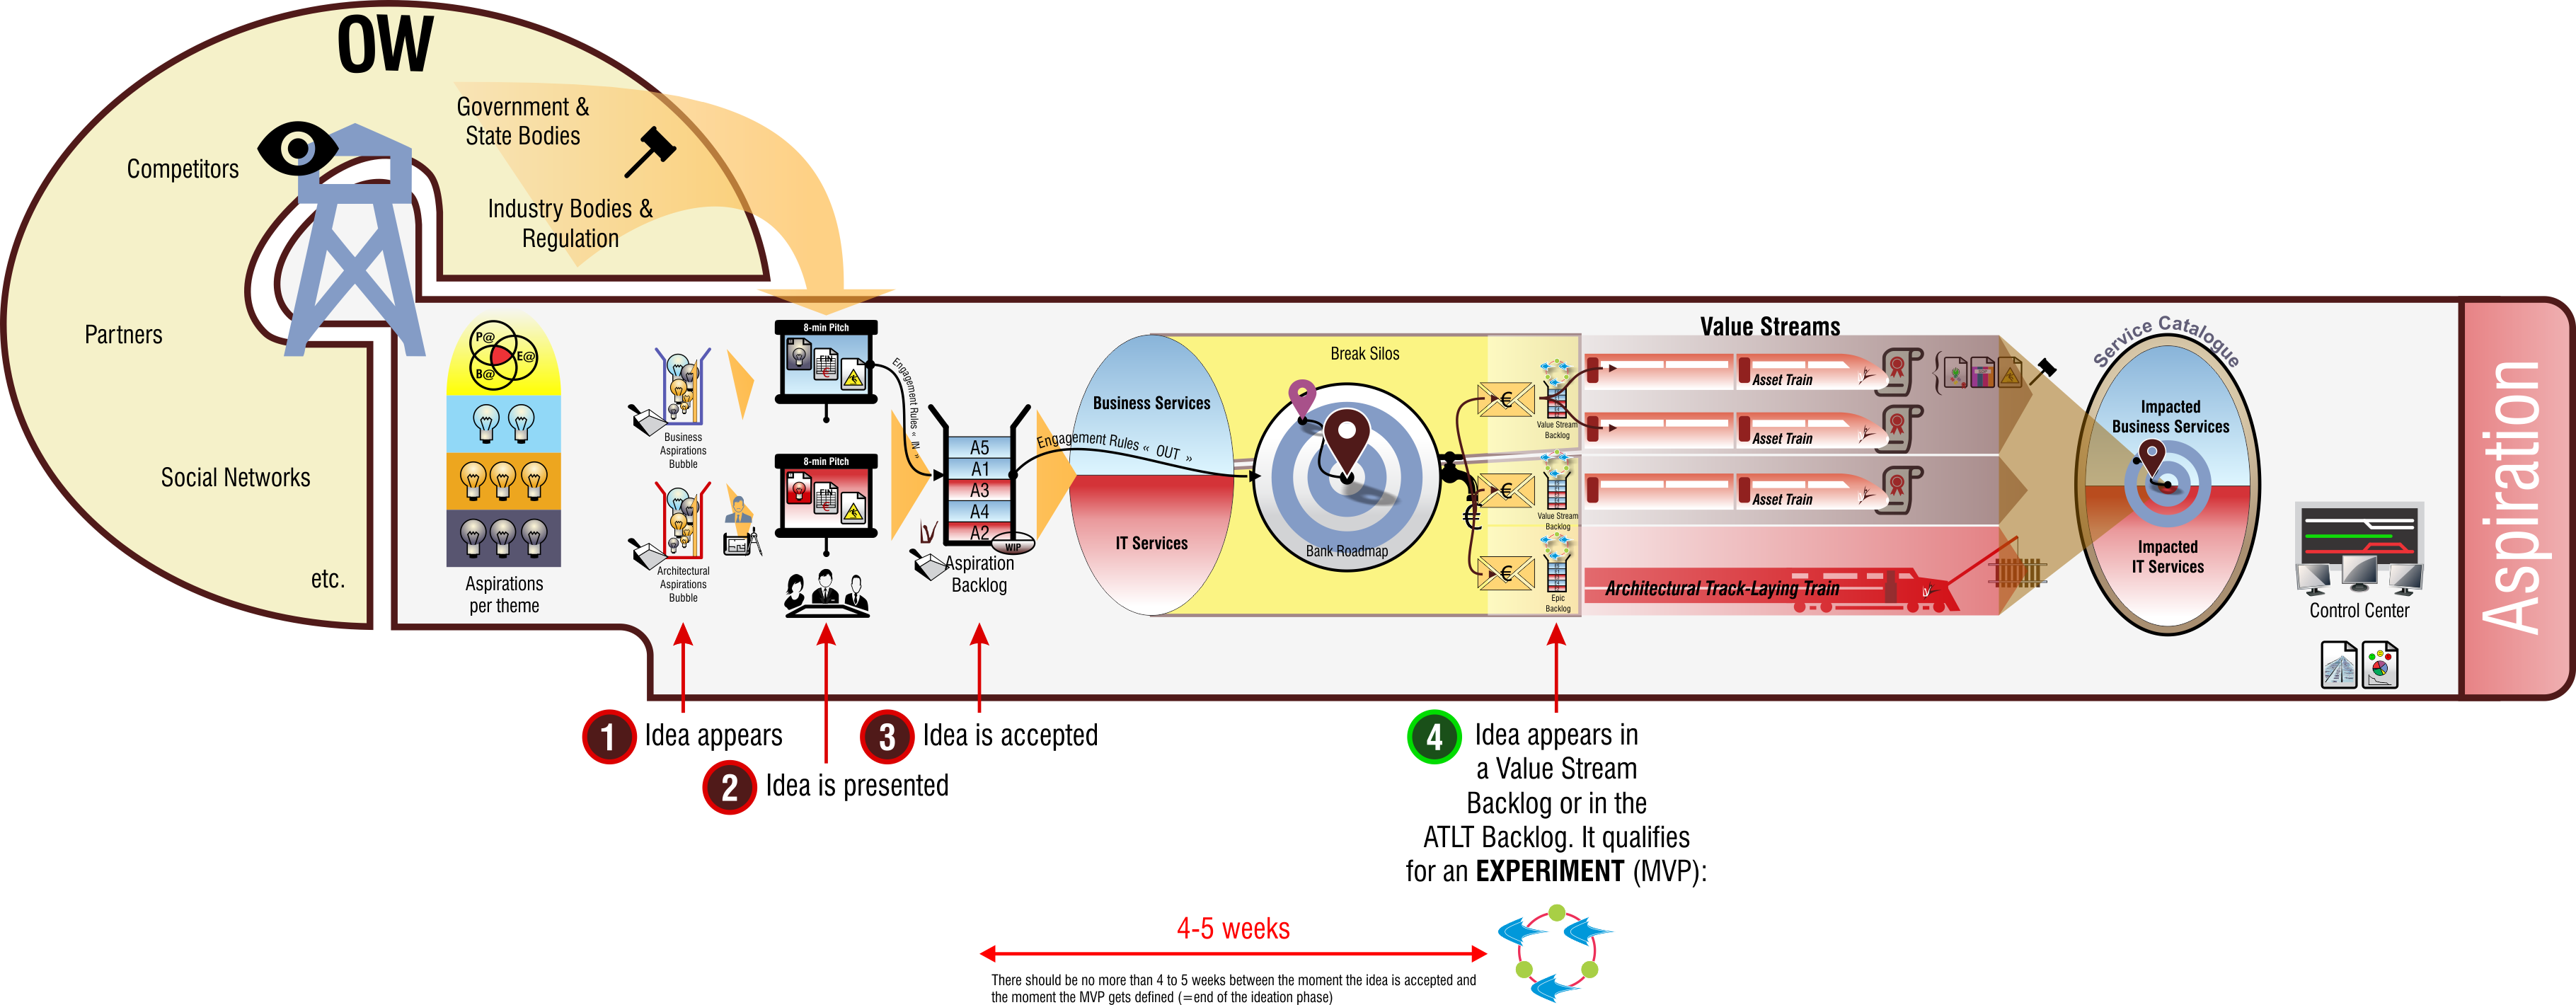 OW
Government &
State Bodies
Competitors
Industry Bodies &
Regulation
Partners
Social Networks
etc.
P@
E@
B@
Aspirations
per theme
Business
Aspirations
Bubble
Architectural
Aspirations
Bubble
8-min Pitch
FIN
€
8-min Pitch
FIN
€
Engagement Rules « IN »
A5
A1
A3
A4
A2
WIP
Aspiration
Backlog
Engagement Rules « OUT »
Business Services
IT Services
Break Silos
Bank Roadmap
€
€
€
€
Value Stream
Backlog
Value Stream
Backlog
Epic
Backlog
Value Streams
Asset Train
Asset Train
Asset Train
Architectural Track-Laying Train
Service Catalogue
Impacted
Business Services
Impacted
IT Services
Control Center
Aspiration
1 Idea appears
2 Idea is presented
3 Idea is accepted
4 Idea appears in
a Value Stream
Backlog or in the
ATLT Backlog. It qualifies
for an EXPERIMENT (MVP):
4-5 weeks
There should be no more than 4 to 5 weeks between the moment the idea is accepted and
the moment the MVP gets defined (=end of the ideation phase)